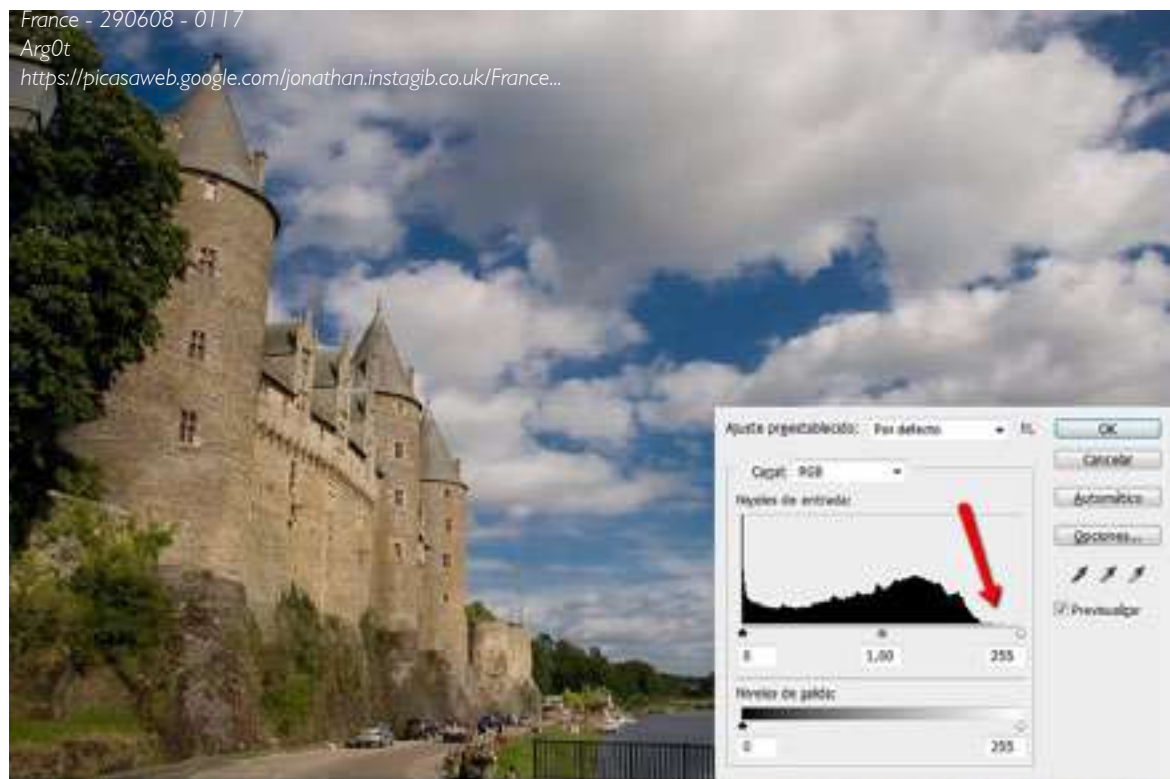 France - 290608 - 0117
Arg0t
https://picasaweb.google.com/jonathan.instagib.co.uk/France...
Ajuste preestablecido: Por defecto
OK
Cancelar
Canal: RGB
Niveles de entrada:
Automático
Opciones...
Previsualizar
0 1,00 255
Niveles de salida:
0 255